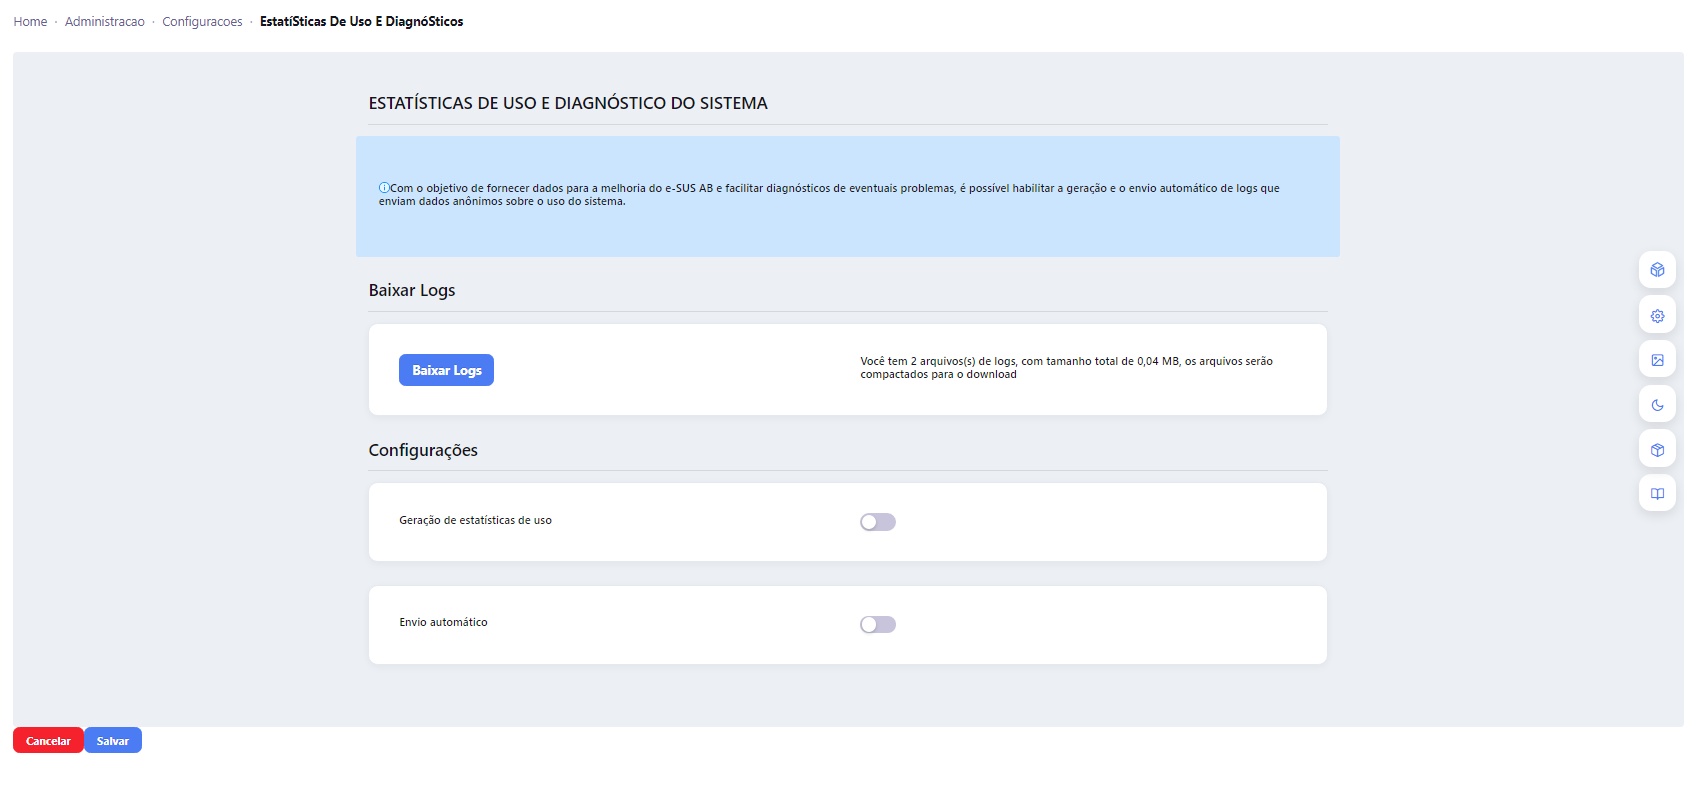 Home · Administracao · Configuracoes · EstatíSticas De Uso E DiagnóSticos
ESTATÍSTICAS DE USO E DIAGNÓSTICO DO SISTEMA
Com o objetivo de fornecer dados para a melhoria do e-SUS AB e facilitar diagnósticos de eventuais problemas, é possível habilitar a geração e o envio automático de logs que
enviam dados anônimos sobre o uso do sistema.
Baixar Logs
Baixar Logs
Você tem 2 arquivos(s) de logs, com tamanho total de 0,04 MB, os arquivos serão
compactados para o download
Configurações
Geração de estatísticas de uso
Envio automático
Cancelar
Salvar